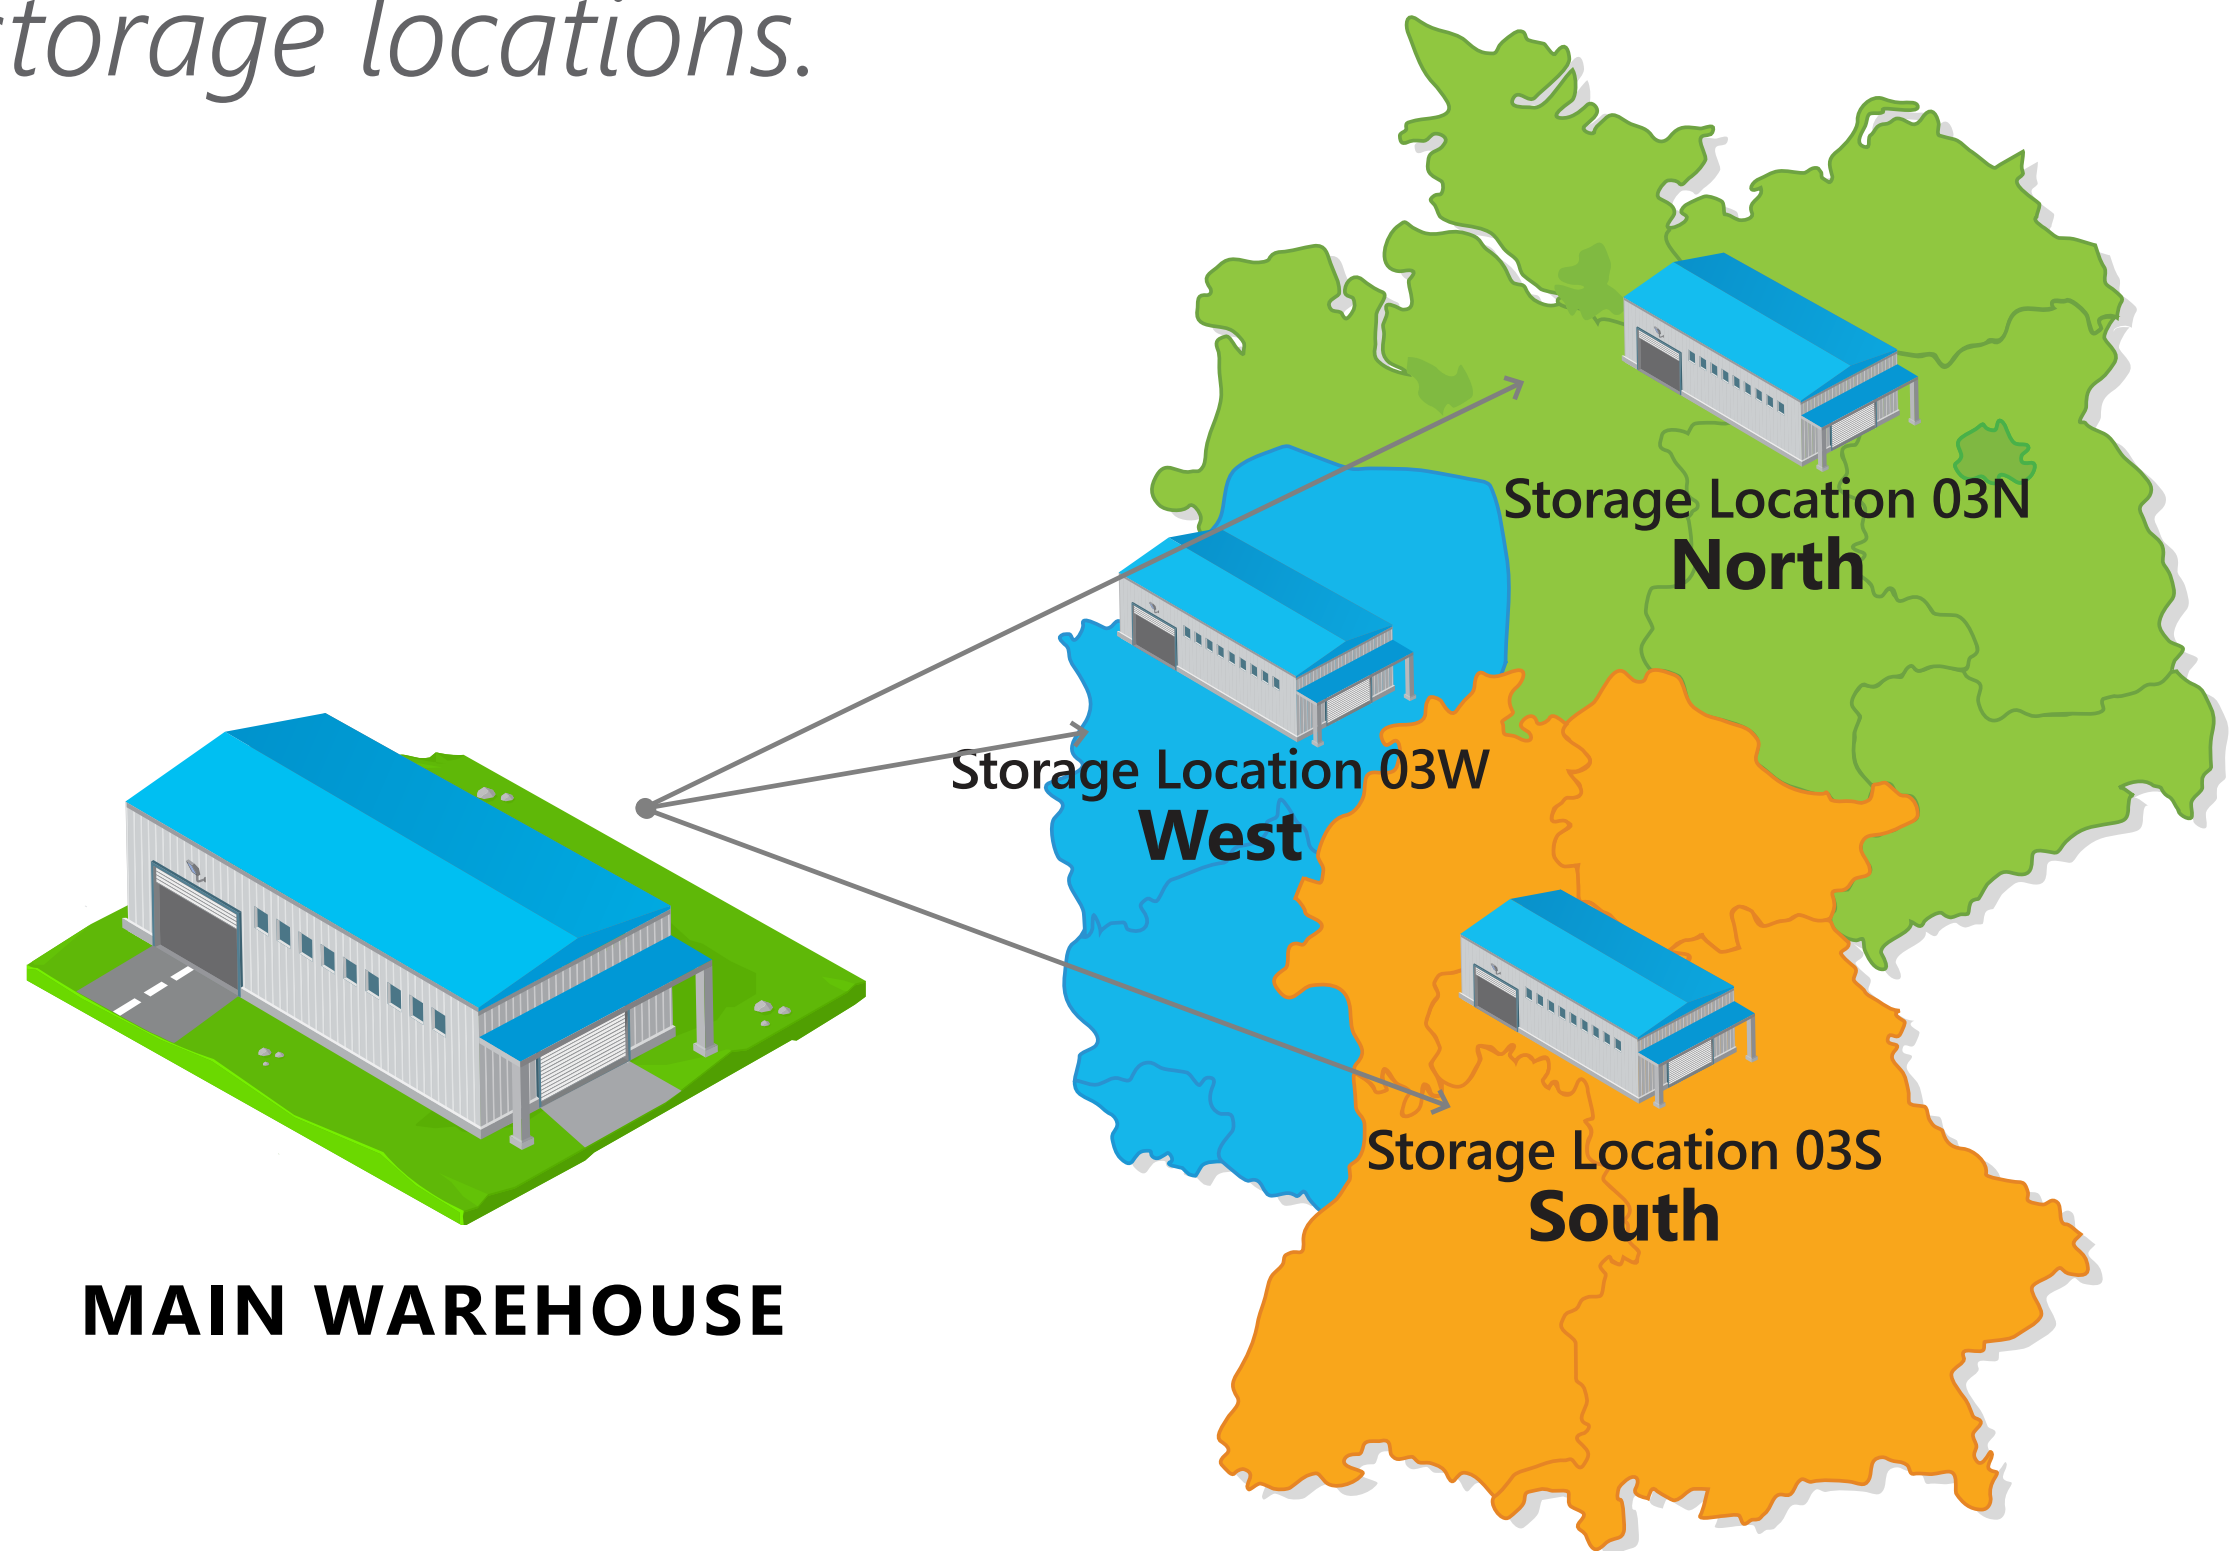 torage locations.
Storage Location 03N
North
Storage Location 03W
West
Storage Location 03S
South
MAIN WAREHOUSE